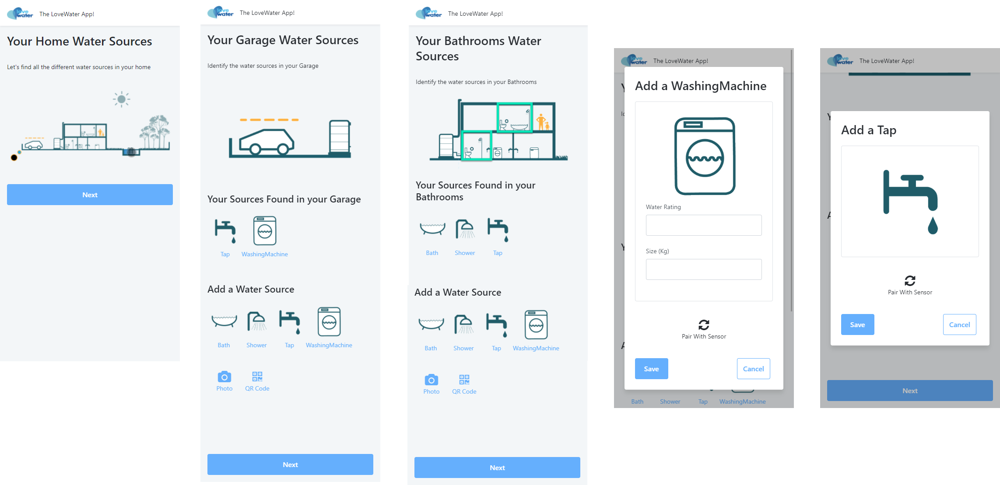 love
water
The LoveWater App!
Your Home Water Sources
Let's find all the different water sources in your home
Next
love
water
The LoveWater App!
Your Garage Water Sources
Identify the water sources in your Garage
Your Sources Found in your Garage
Tap
WashingMachine
Add a Water Source
Bath
Shower
Tap
WashingMachine
Photo
QR Code
Next
love
water
The LoveWater App!
Your Bathrooms Water
Sources
Identify the water sources in your Bathrooms
Your Sources Found in your
Bathrooms
Bath
Shower
Tap
Add a Water Source
Bath
Shower
Tap
WashingMachine
Photo
QR Code
Next
love
water
The LoveWater App!
Add a WashingMachine
Water Rating
Size (Kg)
Pair With Sensor
Save
Cancel
Bath
Shower
Tap
WashingMachine
love
water
The LoveWater App!
Add a Tap
Pair With Sensor
Save
Cancel
Next